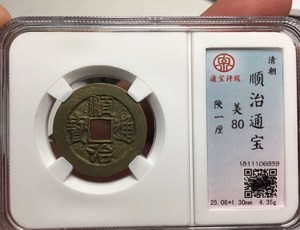 順治通寶
通宝评级
清朝
顺治通宝
美80
陕一厘
1811106839
25.06*1.30mm 4.35g